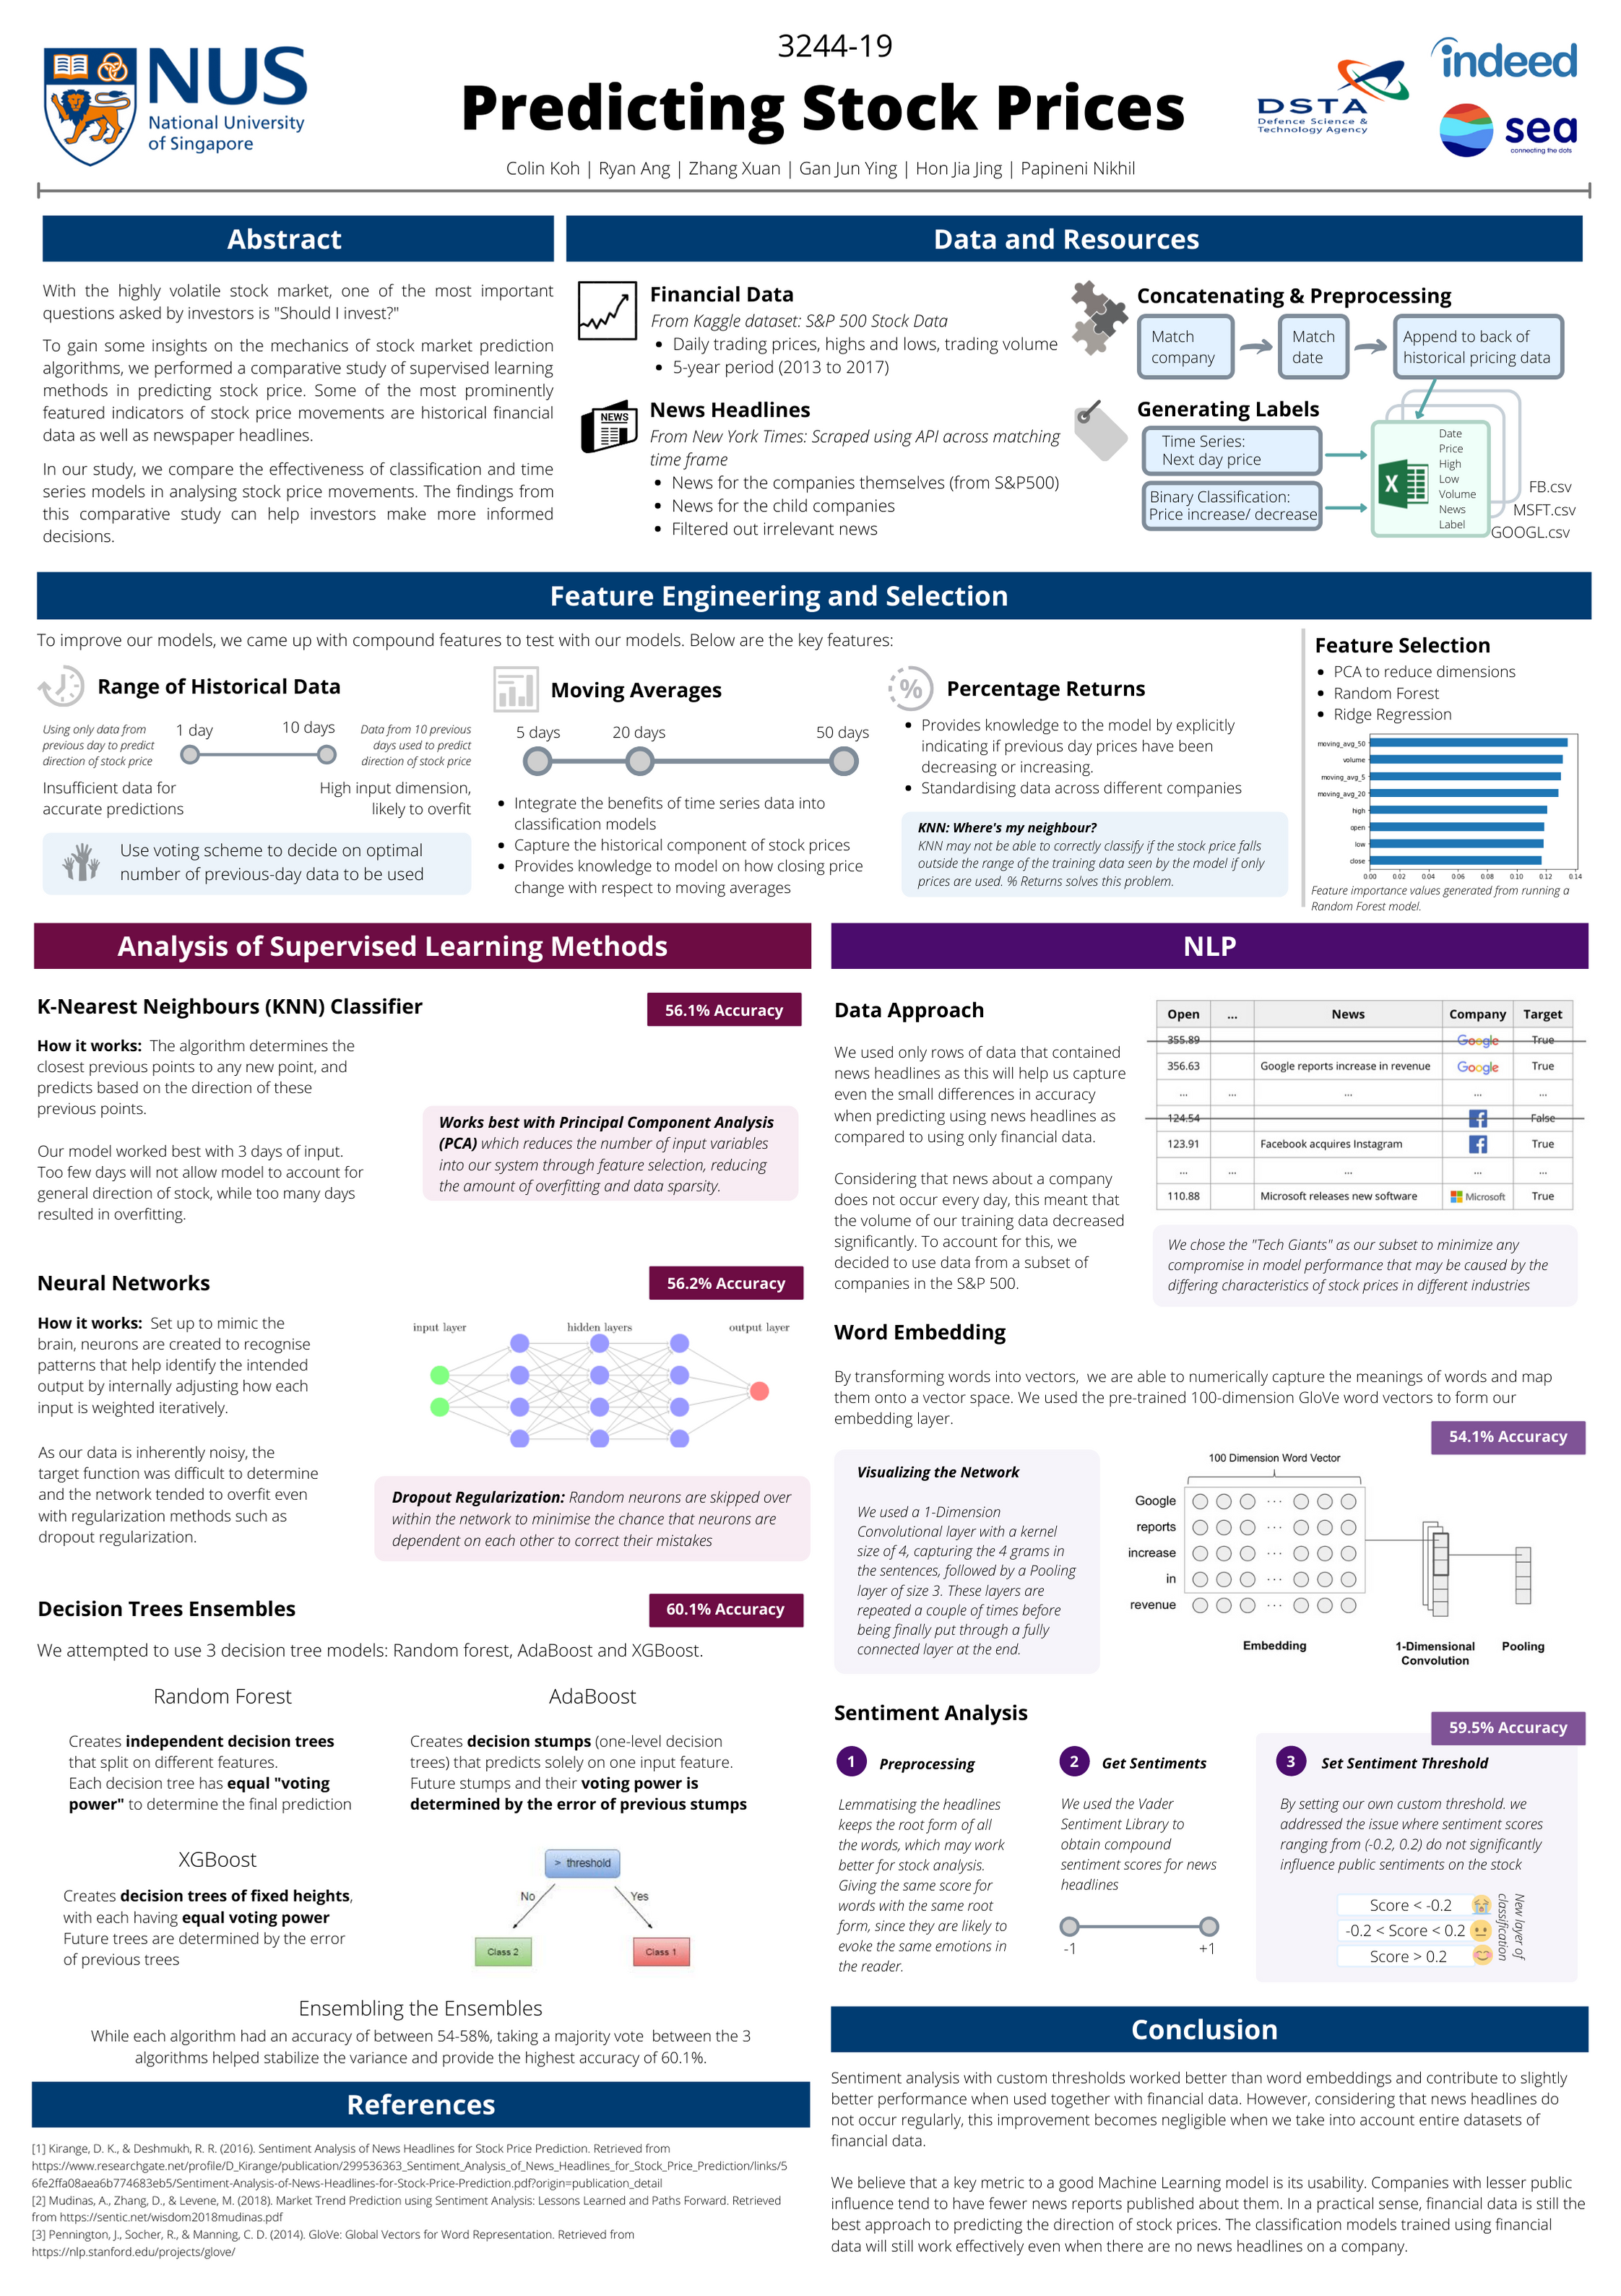 3244-19
NUS
National University
of Singapore
Predicting Stock Prices
DSTA
Defence Science &
Technology Agency
indeed
sea
connecting the dots
Colin Koh | Ryan Ang | Zhang Xuan | Gan Jun Ying | Hon Jia Jing | Papineni Nikhil
Abstract
With the highly volatile stock market, one of the most important
questions asked by investors is "Should I invest?"
To gain some insights on the mechanics of stock market prediction
algorithms, we performed a comparative study of supervised learning
methods in predicting stock price. Some of the most prominently
featured indicators of stock price movements are historical financial
data as well as newspaper headlines.
In our study, we compare the effectiveness of classification and time
series models in analysing stock price movements. The findings from
this comparative study can help investors make more informed
decisions.
Data and Resources
Financial Data
From Kaggle dataset: S&P 500 Stock Data
• Daily trading prices, highs and lows, trading volume
• 5-year period (2013 to 2017)
NEWS
News Headlines
From New York Times: Scraped using API across matching
time frame
• News for the companies themselves (from S&P500)
• News for the child companies
• Filtered out irrelevant news
Concatenating & Preprocessing
Match
company
Match
date
Append to back of
historical pricing data
Generating Labels
Time Series:
Next day price
Binary Classification:
Price increase/ decrease
X
Date
Price
High
Low
Volume
News
Label
FB.csv
MSFT.csv
GOOGL.csv
Feature Engineering and Selection
To improve our models, we came up with compound features to test with our models. Below are the key features:
Range of Historical Data
Using only data from
previous day to predict
direction of stock price
1 day
10 days
Data from 10 previous
days used to predict
direction of stock price
Insufficient data for
accurate predictions
High input dimension,
likely to overfit
Use voting scheme to decide on optimal
number of previous-day data to be used
Moving Averages
5 days
20 days
50 days
• Integrate the benefits of time series data into
classification models
• Capture the historical component of stock prices
• Provides knowledge to model on how closing price
change with respect to moving averages
%
Percentage Returns
• Provides knowledge to the model by explicitly
indicating if previous day prices have been
decreasing or increasing.
• Standardising data across different companies
KNN: Where's my neighbour?
KNN may not be able to correctly classify if the stock price falls
outside the range of the training data seen by the model if only
prices are used. % Returns solves this problem.
Feature Selection
• PCA to reduce dimensions
• Random Forest
• Ridge Regression
moving_avg_50
volume
moving_avg_5
moving_avg_20
high
open
low
close
0.00 0.02 0.04 0.06 0.08 0.10 0.12 0.14
Feature importance values generated from running a
Random Forest model.
Analysis of Supervised Learning Methods
K-Nearest Neighbours (KNN) Classifier
56.1% Accuracy
How it works: The algorithm determines the
closest previous points to any new point, and
predicts based on the direction of these
previous points.
Our model worked best with 3 days of input.
Too few days will not allow model to account for
general direction of stock, while too many days
resulted in overfitting.
Works best with Principal Component Analysis
(PCA) which reduces the number of input variables
into our system through feature selection, reducing
the amount of overfitting and data sparsity.
Neural Networks
56.2% Accuracy
How it works: Set up to mimic the
brain, neurons are created to recognise
patterns that help identify the intended
output by internally adjusting how each
input is weighted iteratively.
As our data is inherently noisy, the
target function was difficult to determine
and the network tended to overfit even
with regularization methods such as
dropout regularization.
input layer
hidden layers
output layer
Dropout Regularization: Random neurons are skipped over
within the network to minimise the chance that neurons are
dependent on each other to correct their mistakes
Decision Trees Ensembles
60.1% Accuracy
We attempted to use 3 decision tree models: Random forest, AdaBoost and XGBoost.
Random Forest
Creates independent decision trees
that split on different features.
Each decision tree has equal "voting
power" to determine the final prediction
AdaBoost
Creates decision stumps (one-level decision
trees) that predicts solely on one input feature.
Future stumps and their voting power is
determined by the error of previous stumps
XGBoost
Creates decision trees of fixed heights,
with each having equal voting power
Future trees are determined by the error
of previous trees
> threshold
No
Yes
Class 2
Class 1
Ensembling the Ensembles
While each algorithm had an accuracy of between 54-58%, taking a majority vote between the 3
algorithms helped stabilize the variance and provide the highest accuracy of 60.1%.
References
[1] Kirange, D. K., & Deshmukh, R. R. (2016). Sentiment Analysis of News Headlines for Stock Price Prediction. Retrieved from
https://www.researchgate.net/profile/D_Kirange/publication/299536363_Sentiment_Analysis_of_News_Headlines_for_Stock_Price_Prediction/links/5
6fe2ffa08aea6b774683eb5/Sentiment-Analysis-of-News-Headlines-for-Stock-Price-Prediction.pdf?origin=publication_detail
[2] Mudinas, A., Zhang, D., & Levene, M. (2018). Market Trend Prediction using Sentiment Analysis: Lessons Learned and Paths Forward. Retrieved
from https://sentic.net/wisdom2018mudinas.pdf
[3] Pennington, J., Socher, R., & Manning, C. D. (2014). GloVe: Global Vectors for Word Representation. Retrieved from
https://nlp.stanford.edu/projects/glove/
NLP
Data Approach
We used only rows of data that contained
news headlines as this will help us capture
even the small differences in accuracy
when predicting using news headlines as
compared to using only financial data.
Considering that news about a company
does not occur every day, this meant that
the volume of our training data decreased
significantly. To account for this, we
decided to use data from a subset of
companies in the S&P 500.
Open ... News Company Target
355.89 Google True
356.63 Google reports increase in revenue Google True
... ... ... ... ...
124.54 f False
123.91 Facebook acquires Instagram f True
... ... ... ... ...
110.88 Microsoft releases new software Microsoft True
We chose the "Tech Giants" as our subset to minimize any
compromise in model performance that may be caused by the
differing characteristics of stock prices in different industries
Word Embedding
By transforming words into vectors, we are able to numerically capture the meanings of words and map
them onto a vector space. We used the pre-trained 100-dimension GloVe word vectors to form our
embedding layer.
54.1% Accuracy
Visualizing the Network
We used a 1-Dimension
Convolutional layer with a kernel
size of 4, capturing the 4 grams in
the sentences, followed by a Pooling
layer of size 3. These layers are
repeated a couple of times before
being finally put through a fully
connected layer at the end.
100 Dimension Word Vector
Google
reports
increase
in
revenue
Embedding
1-Dimensional
Convolution
Pooling
Sentiment Analysis
59.5% Accuracy
1 Preprocessing
Lemmatising the headlines
keeps the root form of all
the words, which may work
better for stock analysis.
Giving the same score for
words with the same root
form, since they are likely to
evoke the same emotions in
the reader.
2 Get Sentiments
We used the Vader
Sentiment Library to
obtain compound
sentiment scores for news
headlines
-1
+1
3 Set Sentiment Threshold
By setting our own custom threshold. we
addressed the issue where sentiment scores
ranging from (-0.2, 0.2) do not significantly
influence public sentiments on the stock
Score < -0.2
-0.2 < Score < 0.2
Score > 0.2
New layer of
classification
Conclusion
Sentiment analysis with custom thresholds worked better than word embeddings and contribute to slightly
better performance when used together with financial data. However, considering that news headlines do
not occur regularly, this improvement becomes negligible when we take into account entire datasets of
financial data.
We believe that a key metric to a good Machine Learning model is its usability. Companies with lesser public
influence tend to have fewer news reports published about them. In a practical sense, financial data is still the
best approach to predicting the direction of stock prices. The classification models trained using financial
data will still work effectively even when there are no news headlines on a company.